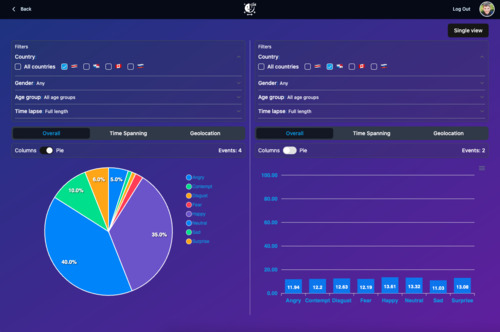 Back
Log Out
Single view
Filters
Country
All countries
Gender Any
Age group All age groups
Time lapse Full length
Overall Time Spanning Geolocation
Columns Pie Events: 4
5.0%
6.0%
10.0%
35.0%
40.0%
Angry
Contempt
Disgust
Fear
Happy
Neutral
Sad
Surprise
Filters
Country
All countries
Gender Any
Age group All age groups
Time lapse Full length
Overall Time Spanning Geolocation
Columns Pie Events: 2
100.00
80.00
60.00
40.00
20.00
0.00
11.94 12.2 12.63 12.19 13.61 13.32 11.03 13.08
Angry Contempt Disgust Fear Happy Neutral Sad Surprise